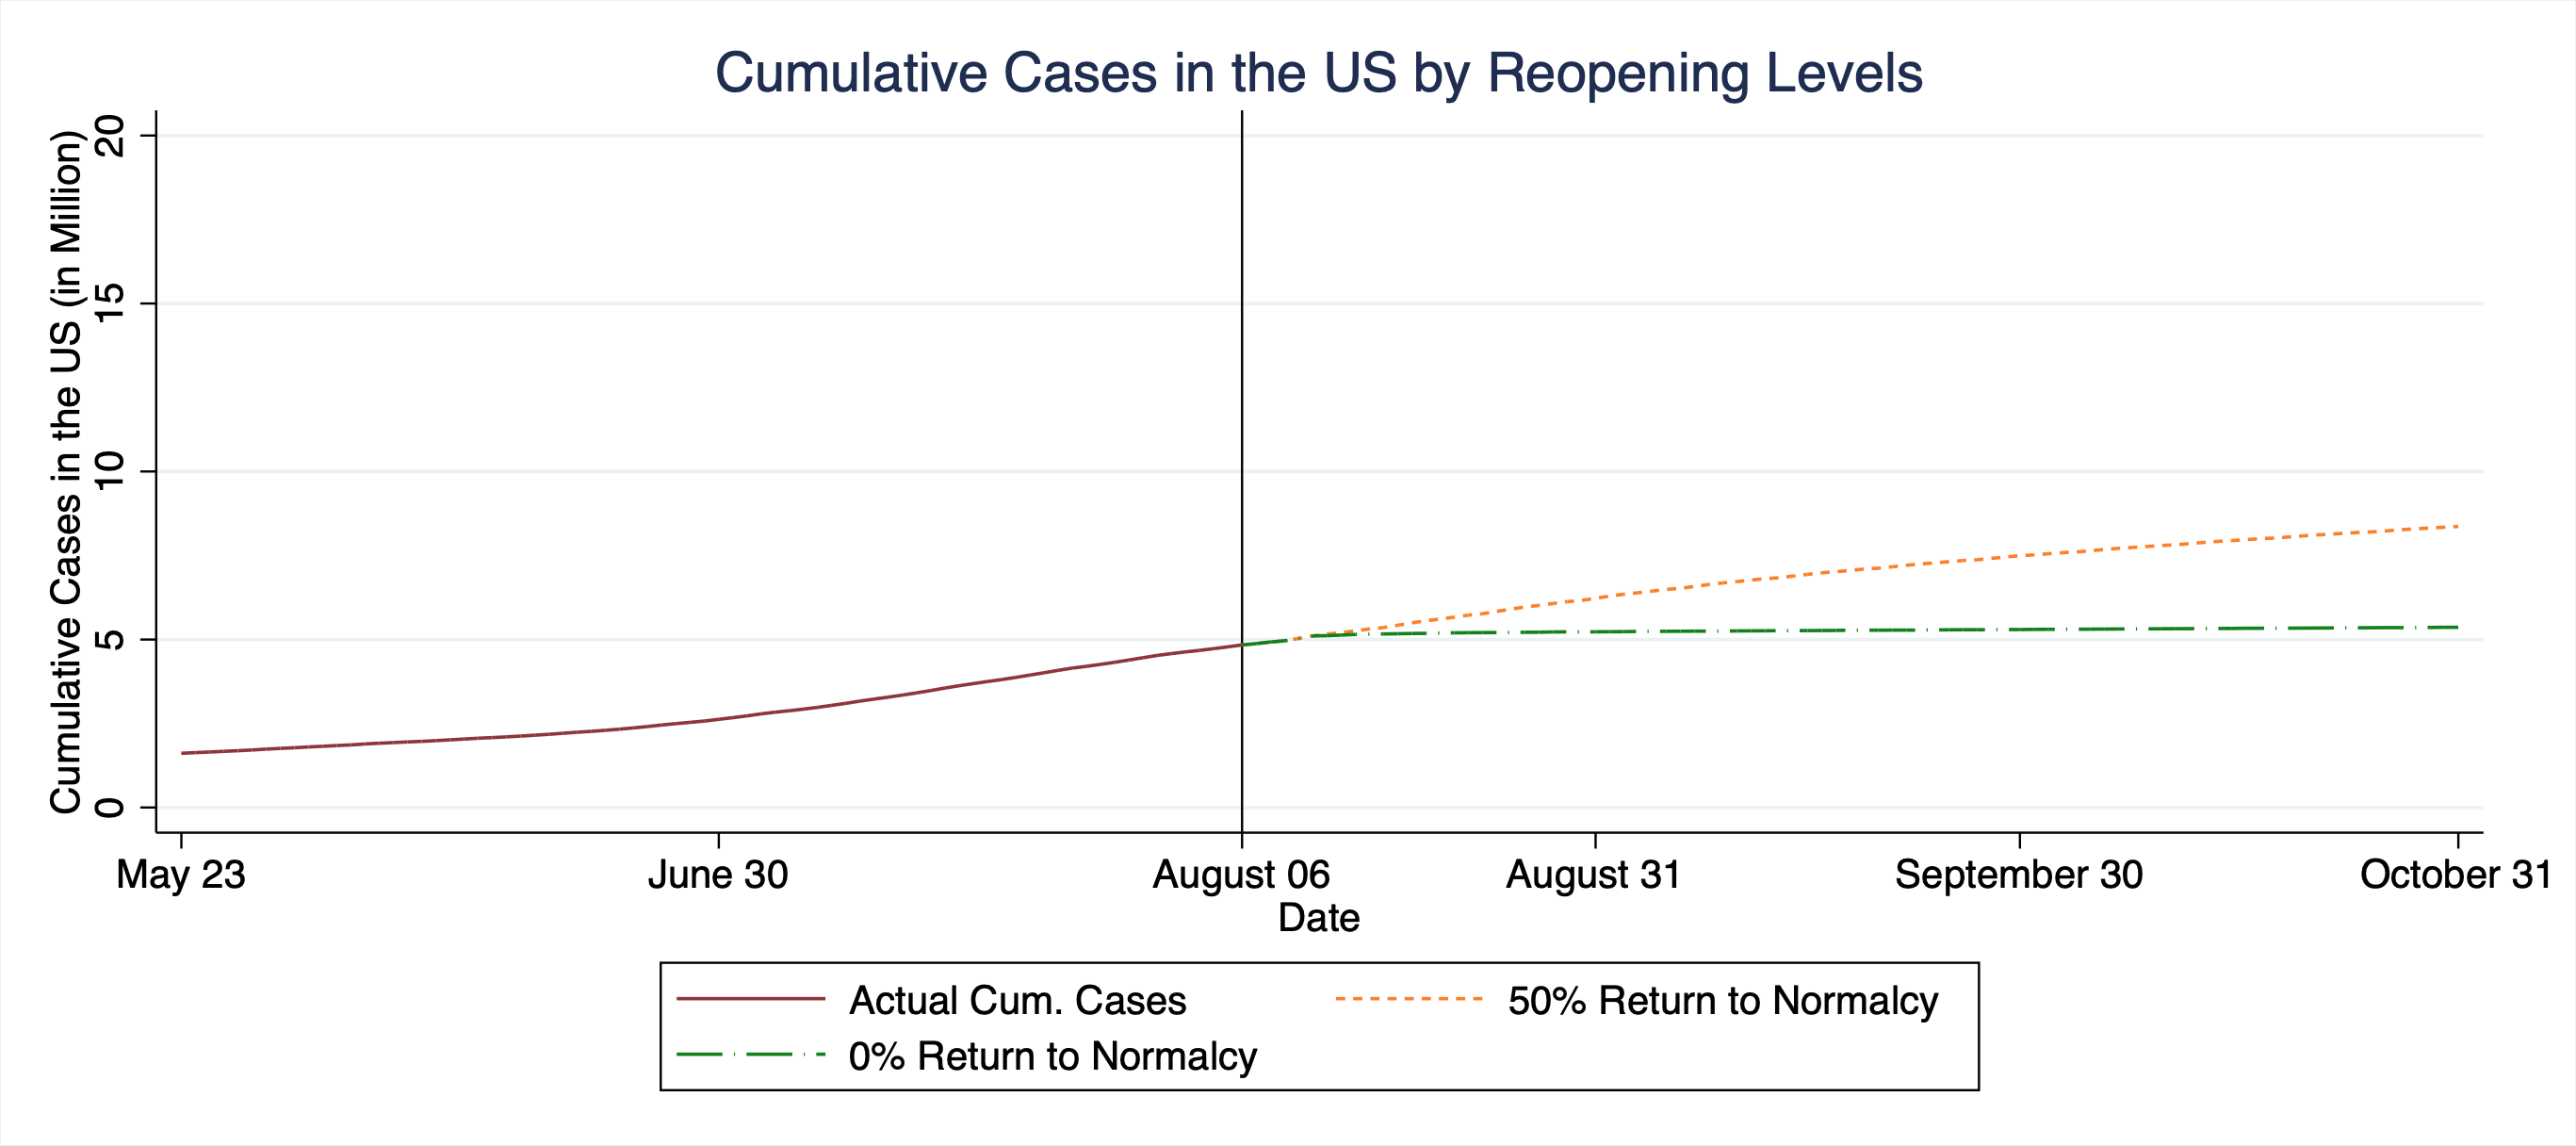 Cumulative Cases in the US by Reopening Levels
Cumulative Cases in the US (in Million)
20
15
10
5
0
May 23
June 30
August 06
August 31
September 30
October 31
Date
Actual Cum. Cases
50% Return to Normalcy
0% Return to Normalcy